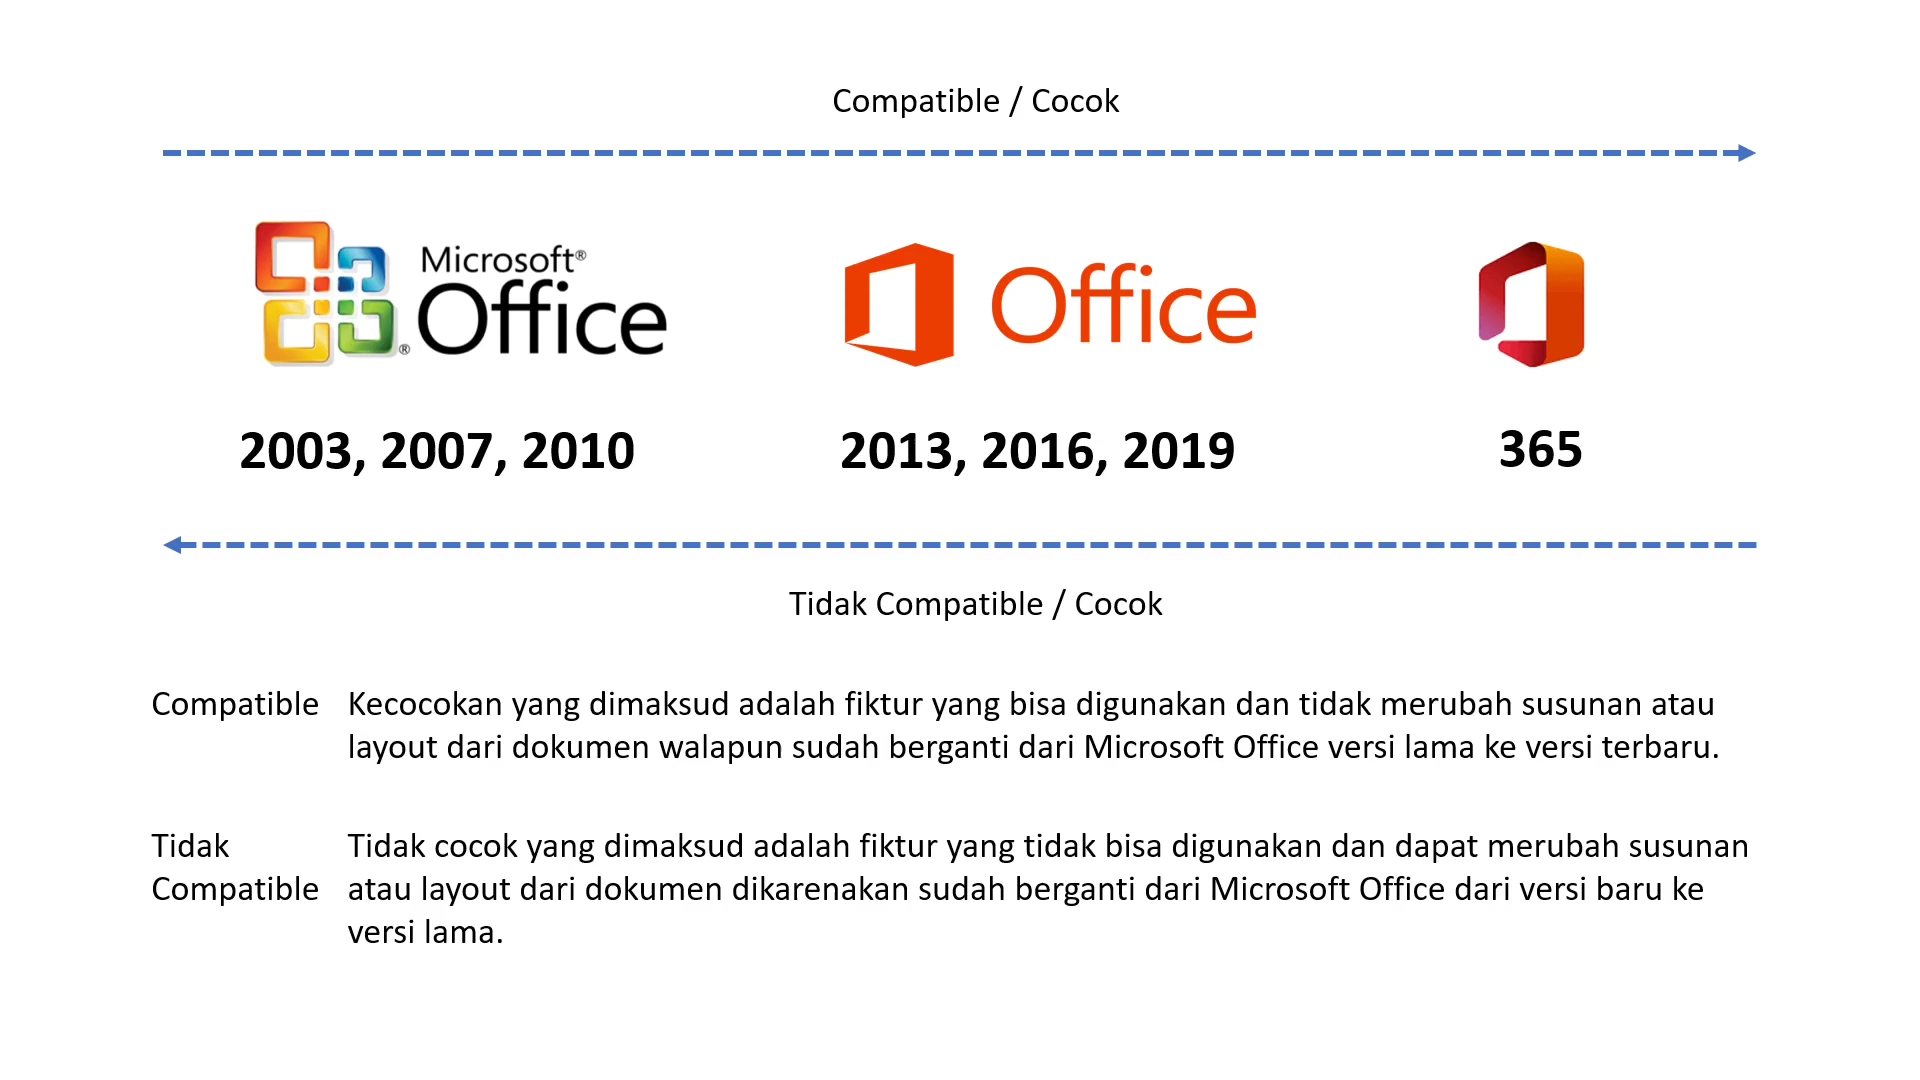 Compatible / Cocok
Microsoft®
Office
®
Office
2003, 2007, 2010
2013, 2016, 2019
365
Tidak Compatible / Cocok
Compatible
Kecocokan yang dimaksud adalah fiktur yang bisa digunakan dan tidak merubah susunan atau
layout dari dokumen walapun sudah berganti dari Microsoft Office versi lama ke versi terbaru.
Tidak
Compatible
Tidak cocok yang dimaksud adalah fiktur yang tidak bisa digunakan dan dapat merubah susunan
atau layout dari dokumen dikarenakan sudah berganti dari Microsoft Office dari versi baru ke
versi lama.